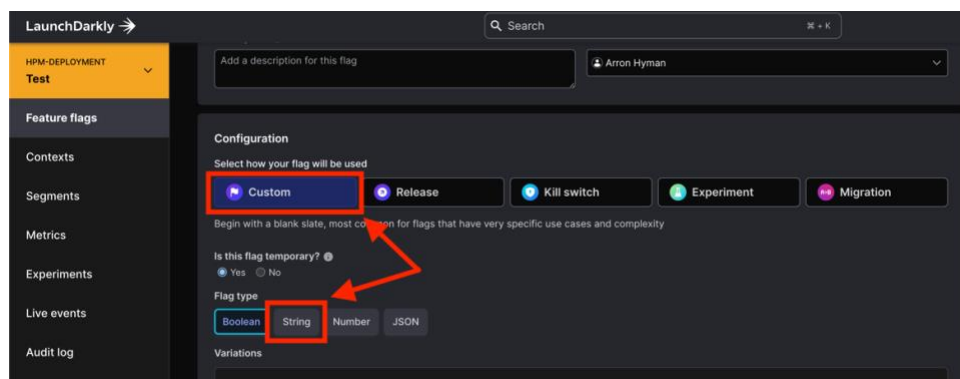 LaunchDarkly
Search
⌘ + K
HPM-DEPLOYMENT
Test
Add a description for this flag
Arron Hyman
Feature flags
Contexts
Segments
Metrics
Experiments
Live events
Audit log
Configuration
Select how your flag will be used
Custom
Release
Kill switch
Experiment
Migration
Begin with a blank slate, most common for flags that have very specific use cases and complexity
Is this flag temporary?
Yes No
Flag type
Boolean String Number JSON
Variations